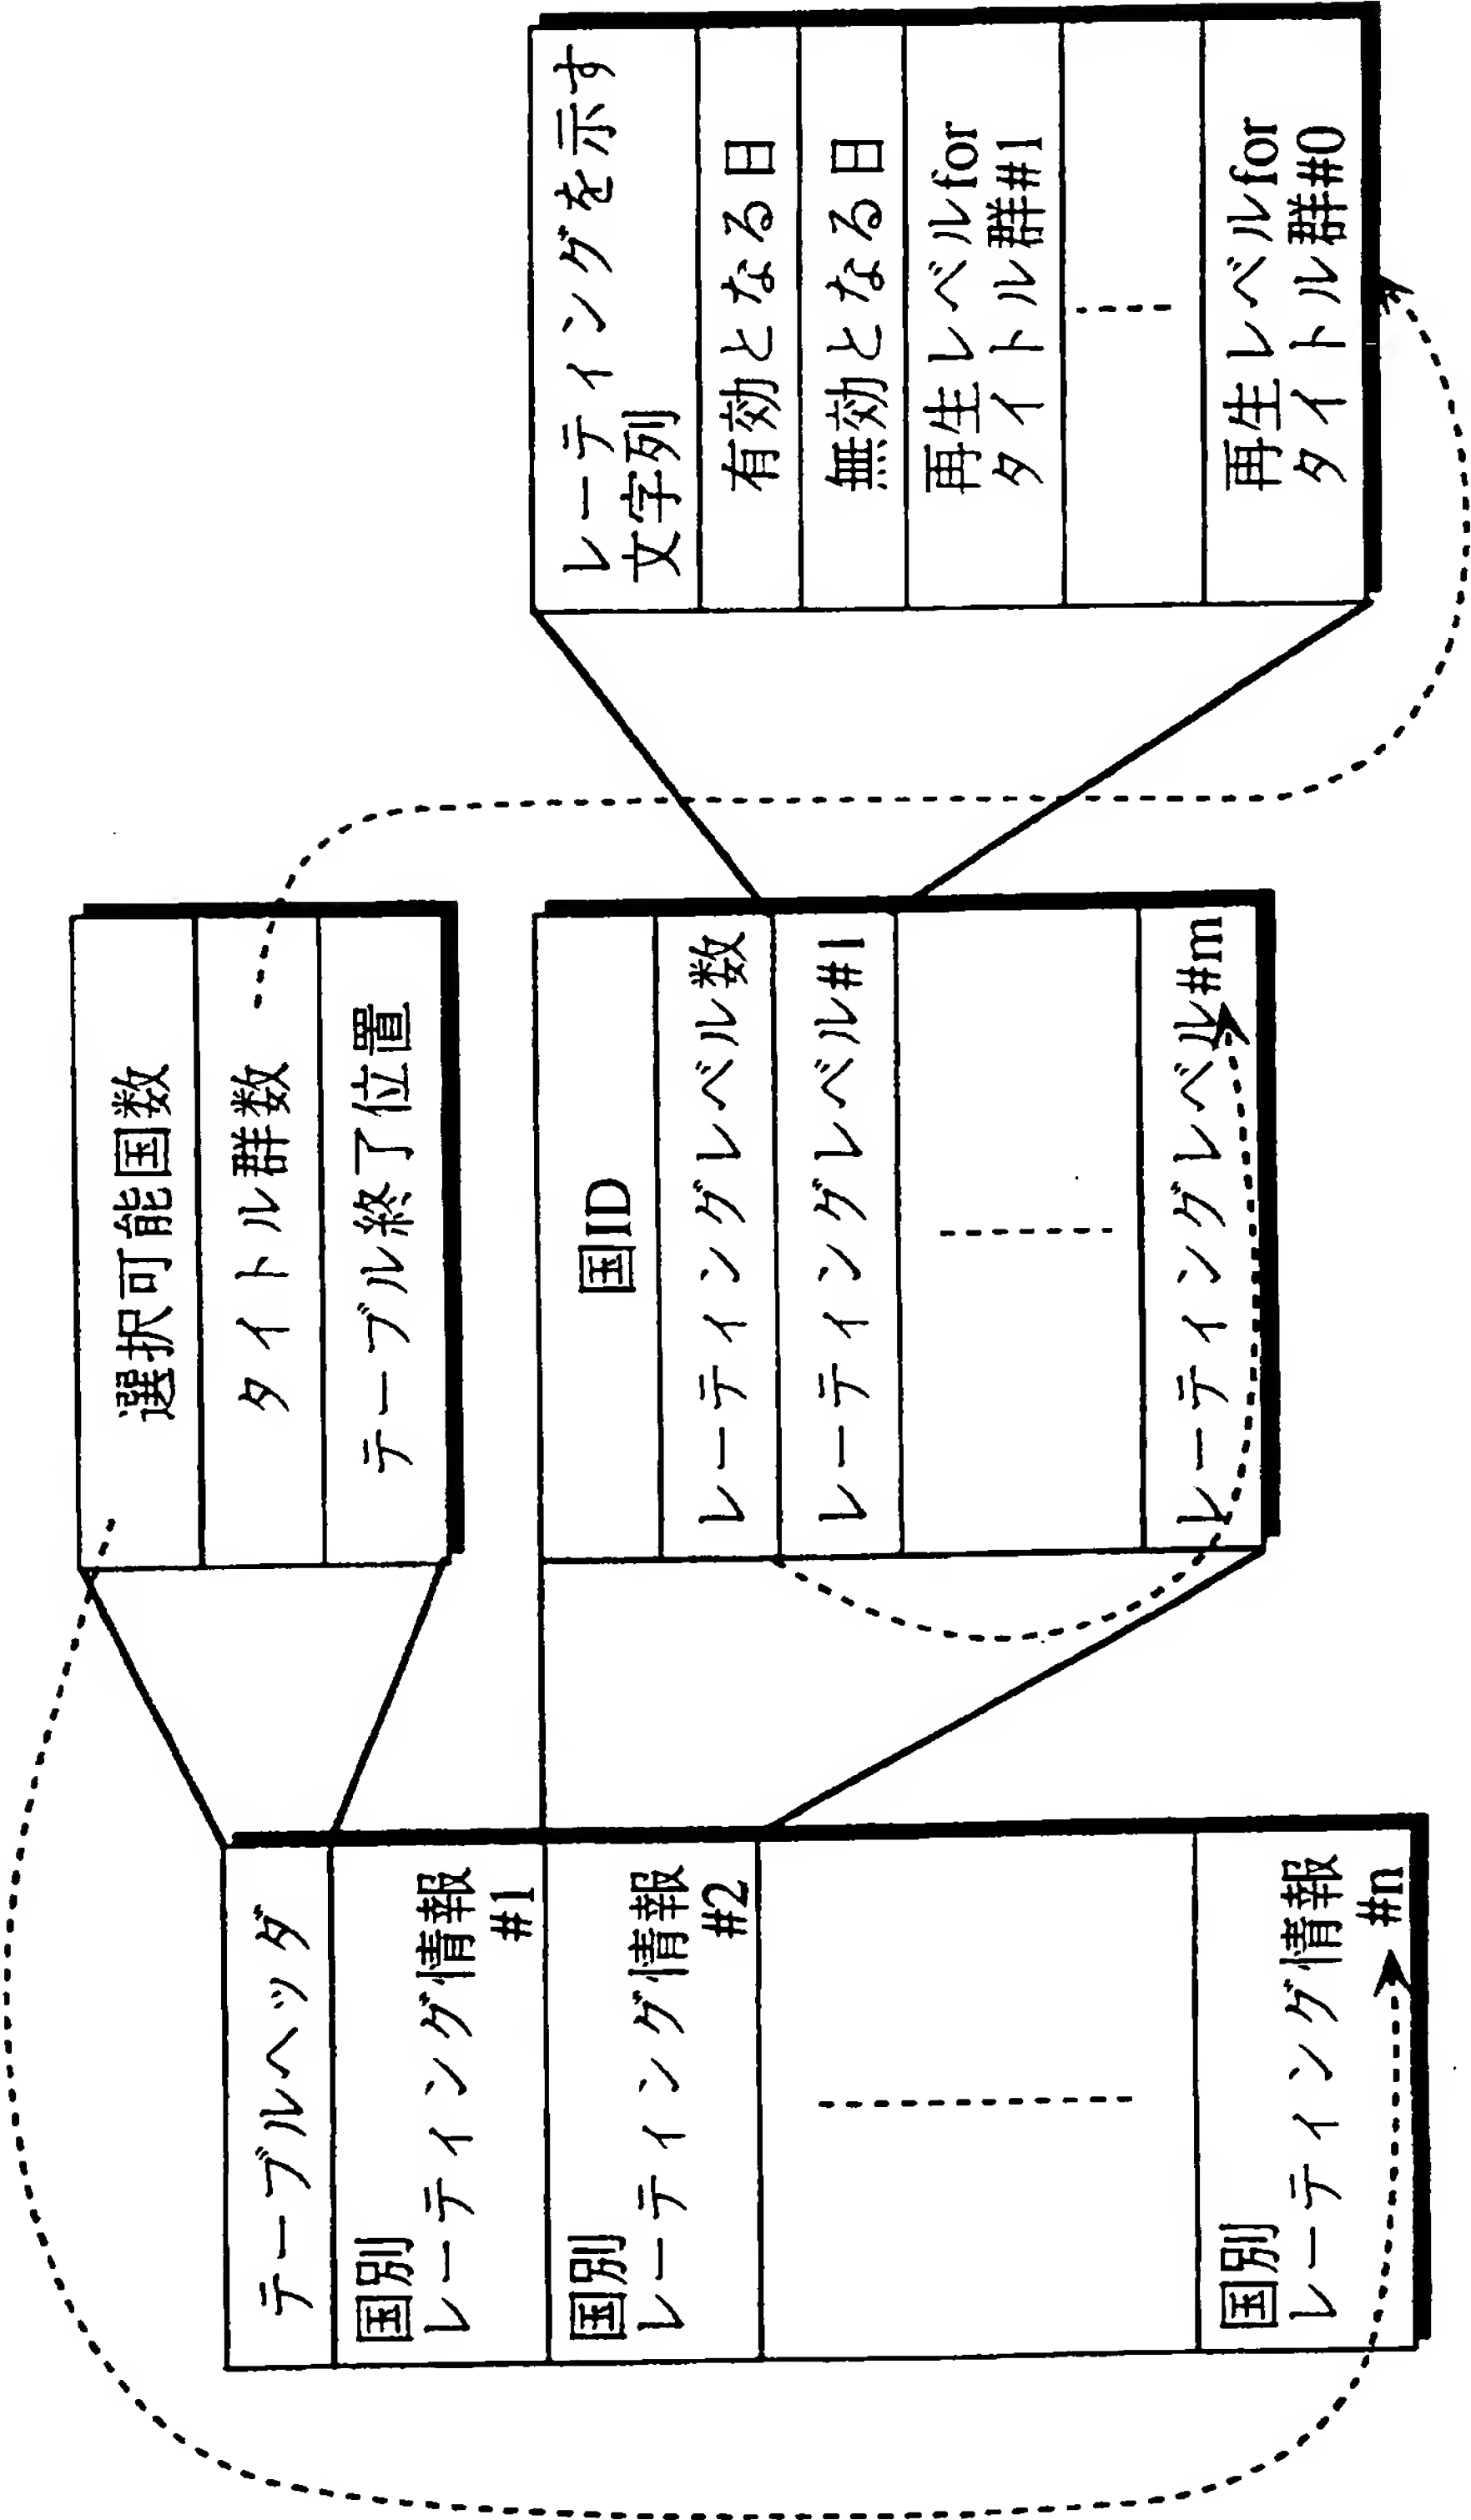 テーブルヘッダ
国別
レーティング情報
#1
国別
レーティング情報
#2
国別
レーティング情報
#n
選択可能国数
タイトル群数
テーブル終了位置
国ID
レーティングレベル数
レーティングレベル#1
レーティングレベル#m
レーティングを示す
文字列
有効となる日
無効となる日
再生レベルfor
タイトル群#1
再生レベルfor
タイトル群#0